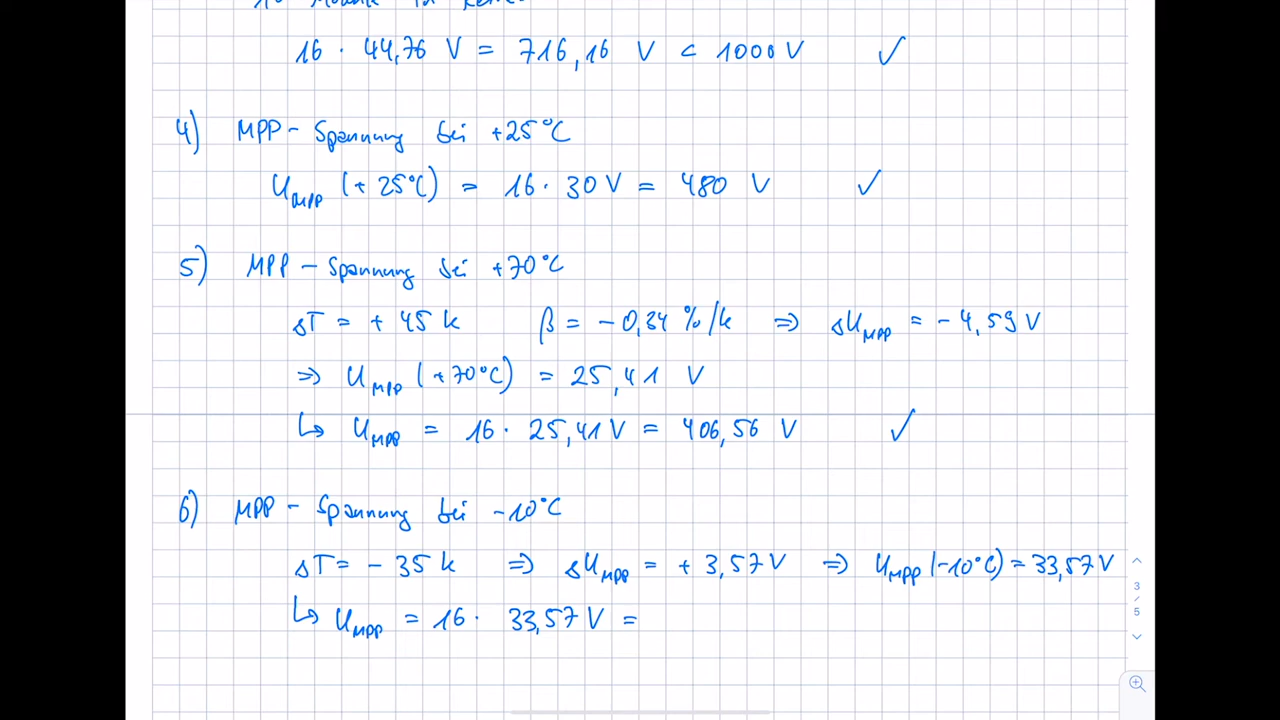 16 · 44,76 V = 716,16 V < 1000 V ✓
4) MPP - Spannung bei +25°C
U_MPP (+25°C) = 16 · 30 V = 480 V ✓
5) MPP - Spannung bei +70°C
ΔT = +45 K β = -0,34 %/K ⇒ ΔU_MPP = -4,59 V
⇒ U_MPP (+70°C) = 25,41 V
↳ U_MPP = 16 · 25,41 V = 406,56 V ✓
6) MPP - Spannung bei -10°C
ΔT = -35 K ⇒ ΔU_MPP = +3,57 V ⇒ U_MPP (-10°C) = 33,57 V
↳ U_MPP = 16 · 33,57 V =
3
/
5